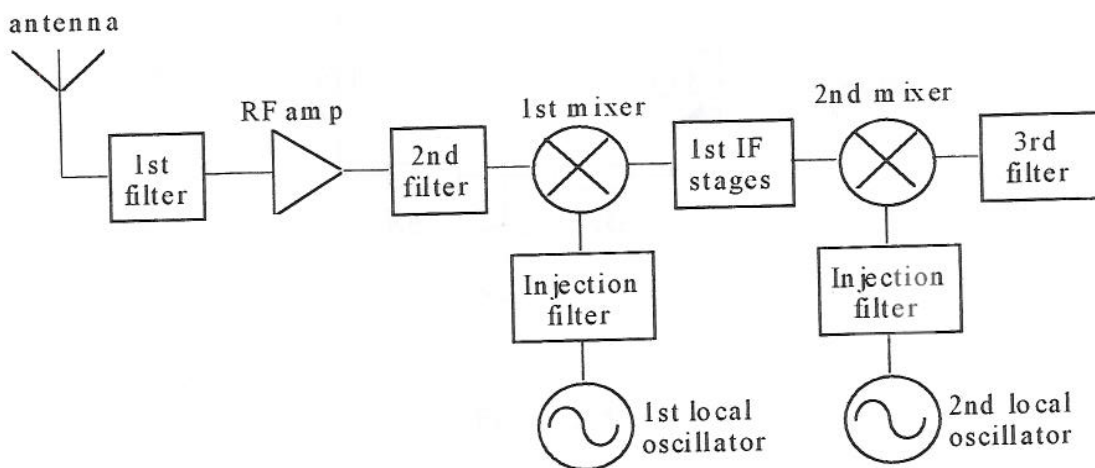 antenna
RF amp
1st mixer
2nd mixer
1st
filter
2nd
filter
1st IF
stages
3rd
filter
Injection
filter
Injection
filter
1st local
oscillator
2nd local
oscillator